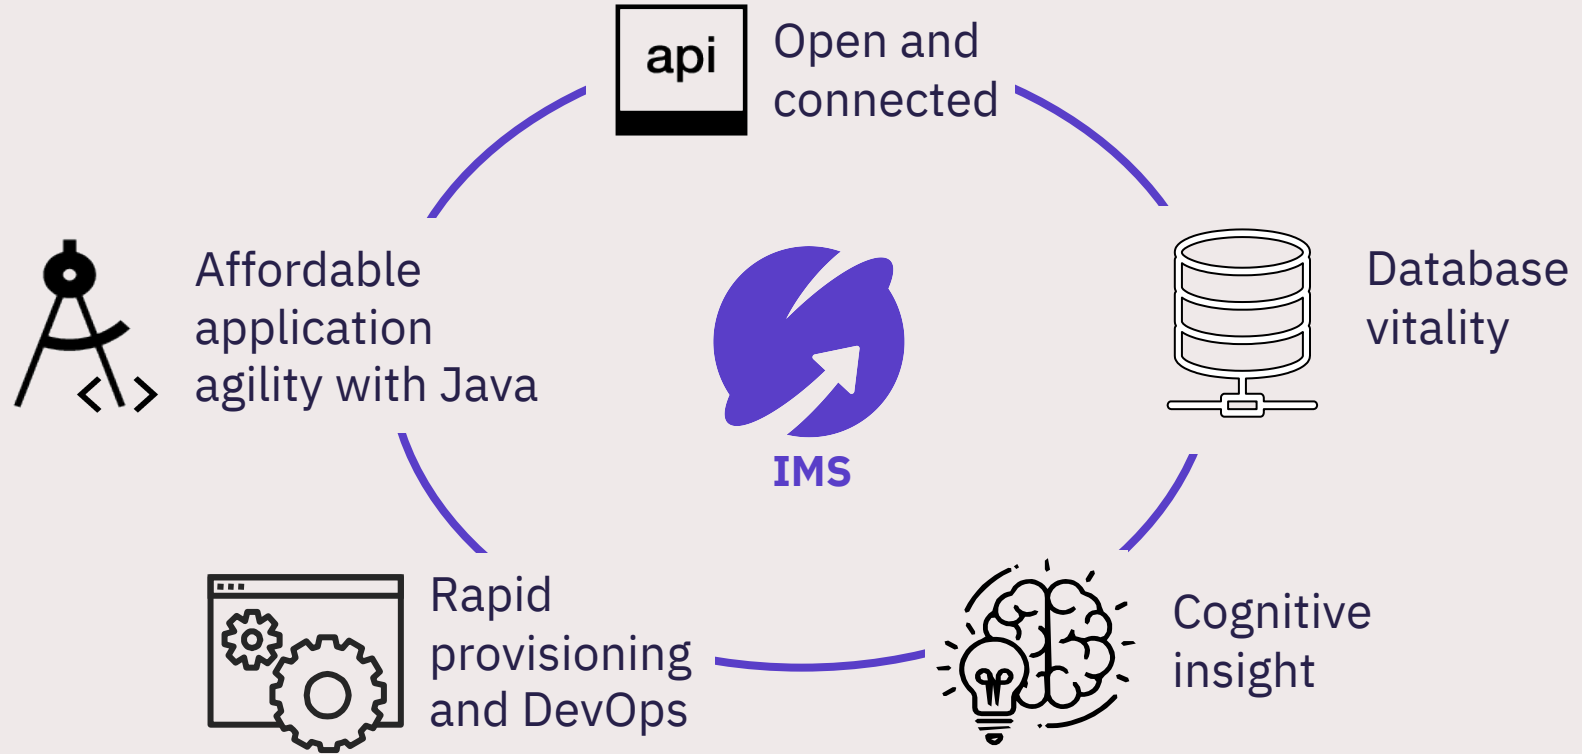 api
Open and
connected
Affordable
application
agility with Java
Database
vitality
IMS
Rapid
provisioning
and DevOps
Cognitive
insight